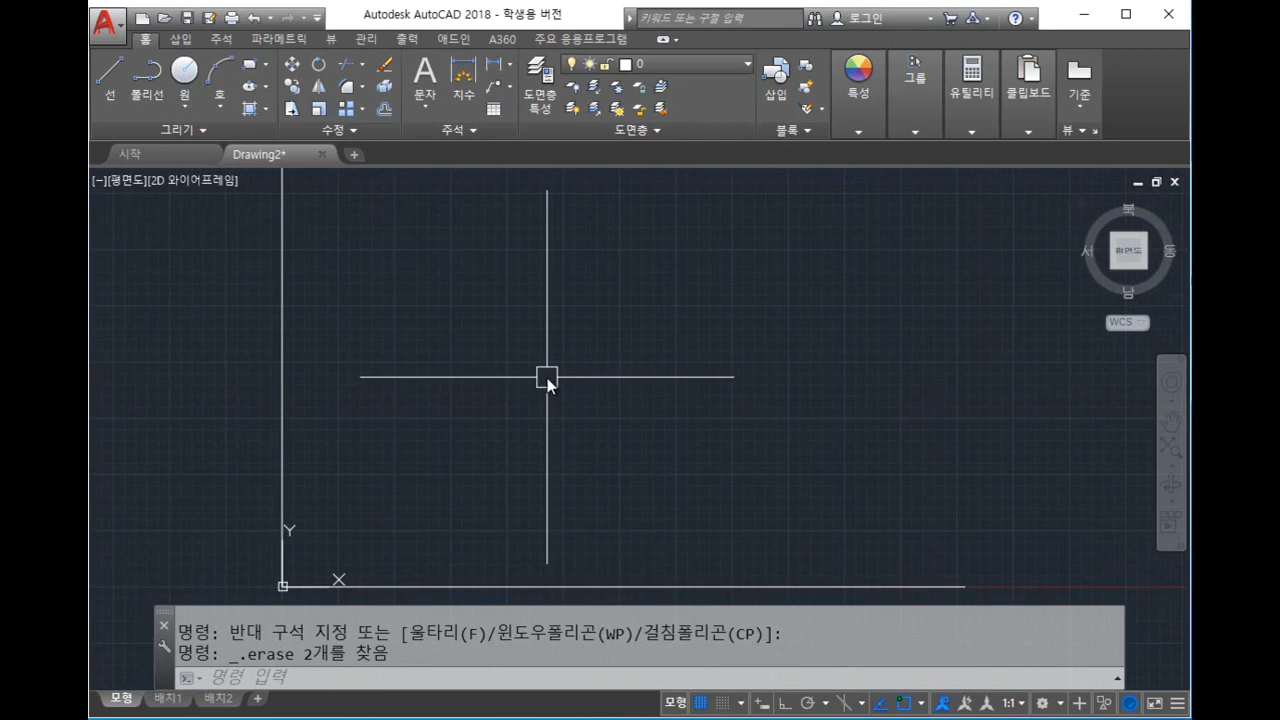 Autodesk AutoCAD 2018 - 학생용 버전
키워드 또는 구절 입력
로그인
홈 삽입 주석 파라메트릭 뷰 관리 출력 애드인 A360 주요 응용프로그램
0
선 폴리선 원 호 문자 치수 도면층 특성 삽입 특성 그룹 유틸리티 클립보드 기준
그리기 수정 주석 도면층 블록 뷰
시작 Drawing2*
[−][평면도][2D 와이어프레임]
북
서 평면도 동
남
WCS
Y
X
명령: 반대 구석 지정 또는 [울타리(F)/윈도우폴리곤(WP)/걸침폴리곤(CP)]:
명령: _.erase 2개를 찾음
명령 입력
모형 배치1 배치2
모형 1:1